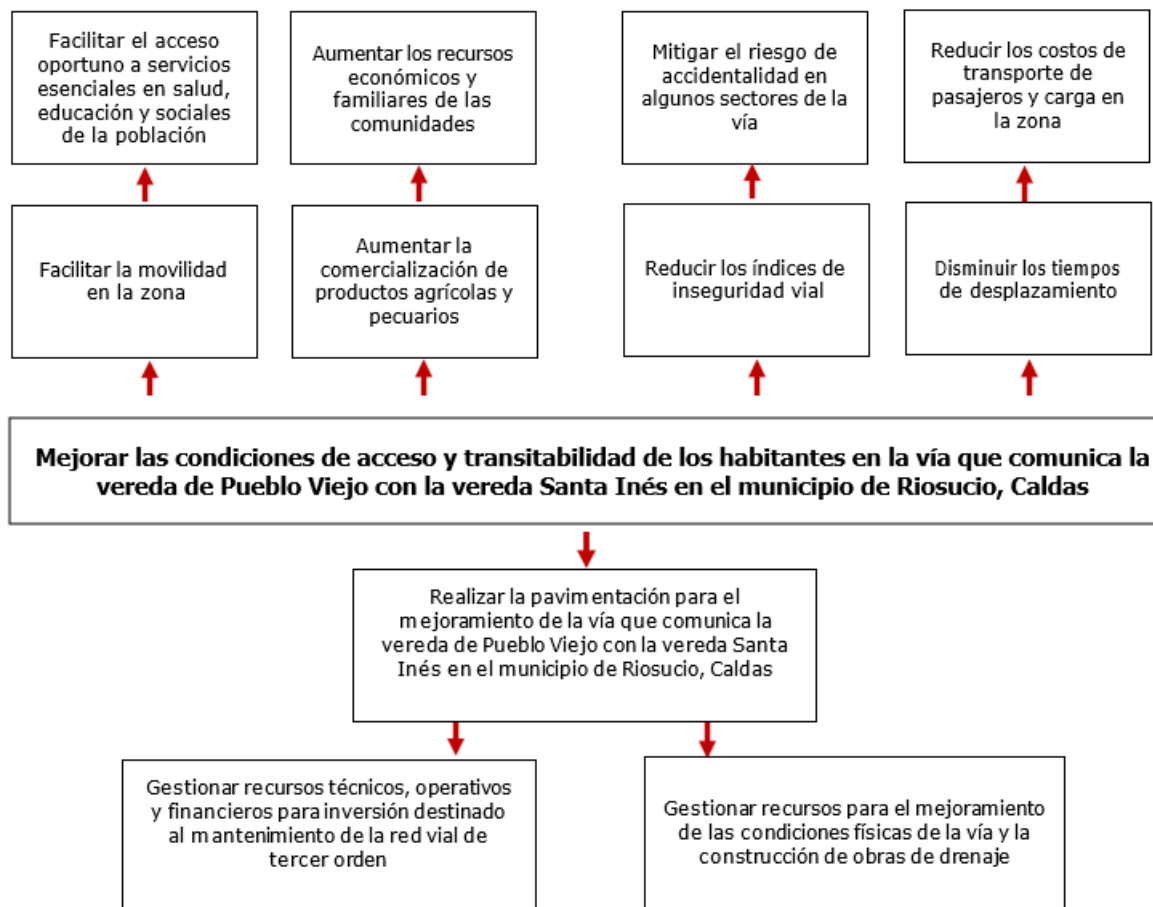 Facilitar el acceso
oportuno a servicios
esenciales en salud,
educación y sociales
de la población
Aumentar los recursos
económicos y
familiares de las
comunidades
Mitigar el riesgo de
accidentalidad en
algunos sectores de la
vía
Reducir los costos de
transporte de
pasajeros y carga en
la zona
Facilitar la movilidad
en la zona
Aumentar la
comercialización de
productos agrícolas y
pecuarios
Reducir los índices de
inseguridad vial
Disminuir los tiempos
de desplazamiento
Mejorar las condiciones de acceso y transitabilidad de los habitantes en la vía que comunica la
vereda de Pueblo Viejo con la vereda Santa Inés en el municipio de Riosucio, Caldas
Realizar la pavimentación para el
mejoramiento de la vía que comunica la
vereda de Pueblo Viejo con la vereda Santa
Inés en el municipio de Riosucio, Caldas
Gestionar recursos técnicos, operativos
y financieros para inversión destinado
al mantenimiento de la red vial de
tercer orden
Gestionar recursos para el mejoramiento
de las condiciones físicas de la vía y la
construcción de obras de drenaje